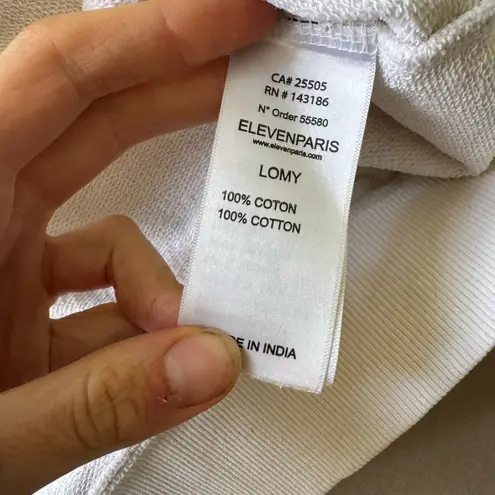 CA# 25505
RN # 143186
N° Order 55580
ELEVENPARIS
www.elevenparis.com
LOMY
100% COTON
100% COTTON
IN INDIA